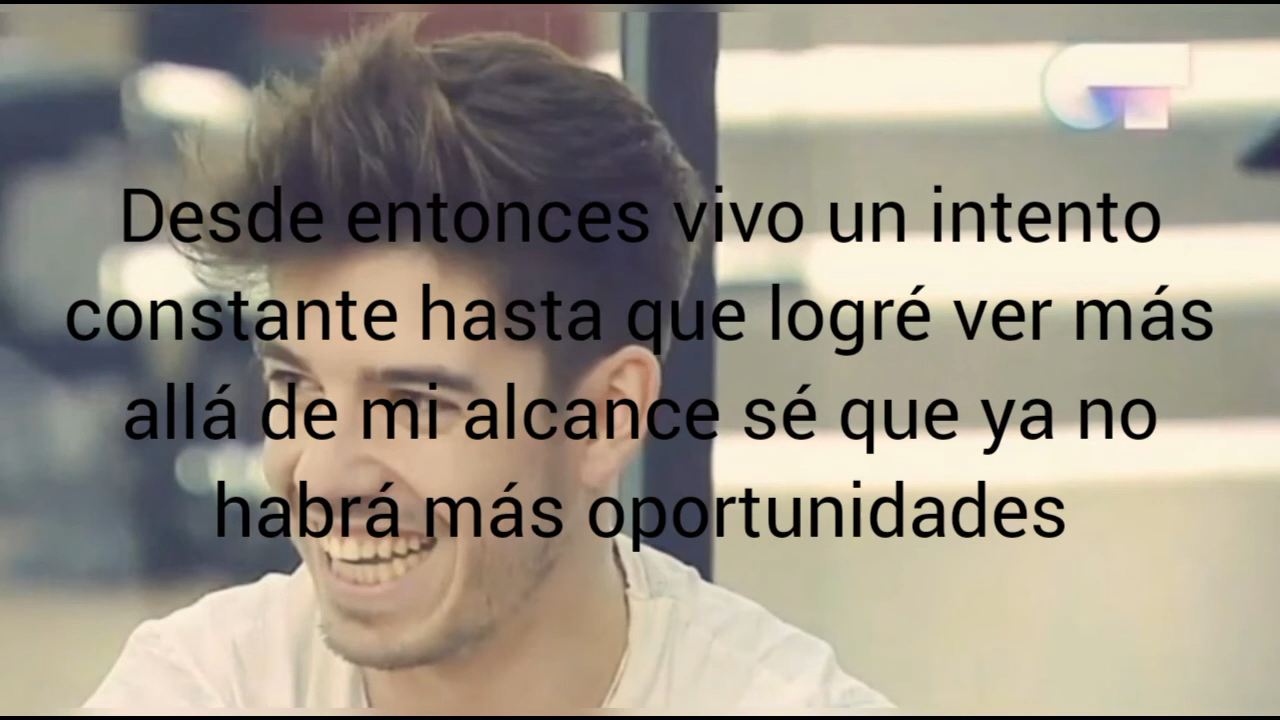 Desde entonces vivo un intento
constante hasta que logré ver más
allá de mi alcance sé que ya no
habrá más oportunidades